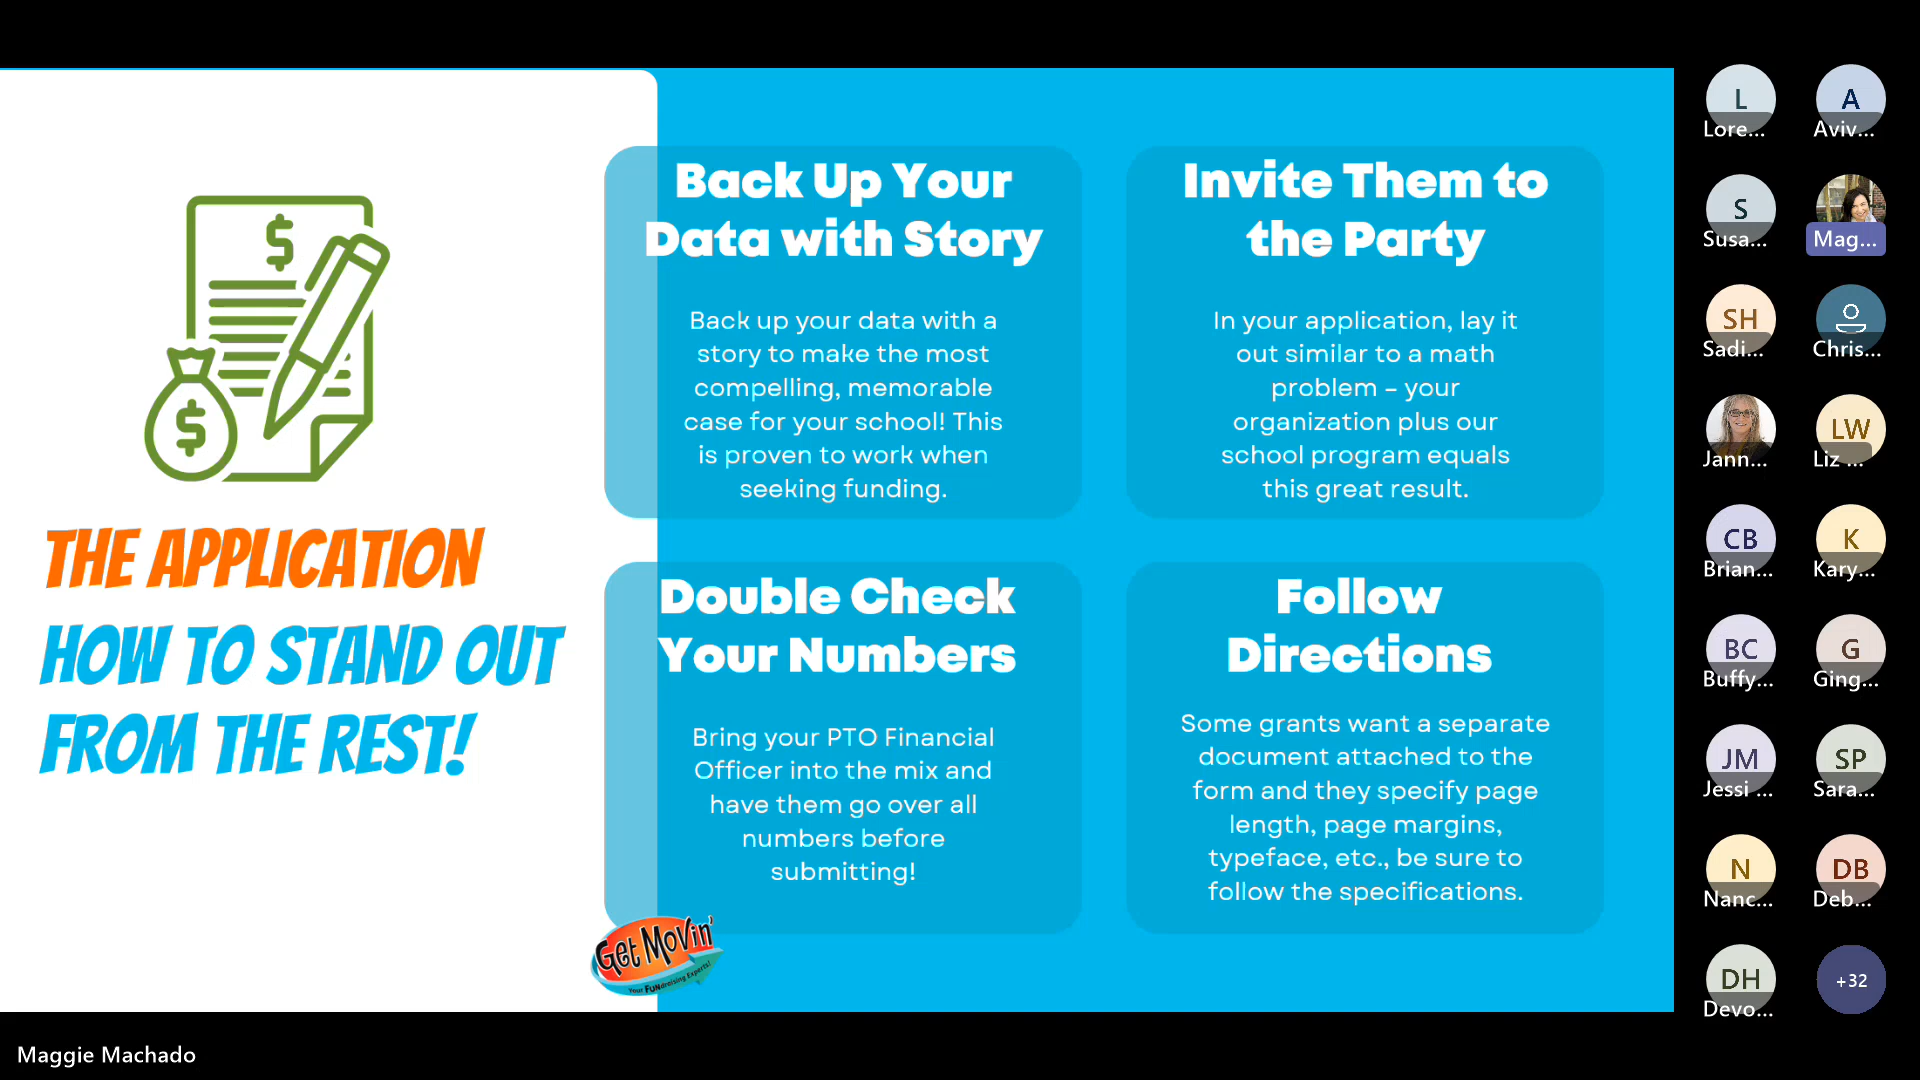 $
$
THE APPLICATION
HOW TO STAND OUT
FROM THE REST!
Back Up Your
Data with Story
Back up your data with a
story to make the most
compelling, memorable
case for your school! This
is proven to work when
seeking funding.
Invite Them to
the Party
In your application, lay it
out similar to a math
problem – your
organization plus our
school program equals
this great result.
Double Check
Your Numbers
Bring your PTO Financial
Officer into the mix and
have them go over all
numbers before
submitting!
Follow
Directions
Some grants want a separate
document attached to the
form and they specify page
length, page margins,
typeface, etc., be sure to
follow the specifications.
Get Movin'
Your FUNdraising Experts!
L
Lore...
A
Aviv...
S
Susa...
Mag...
SH
Sadi...
Chris...
Jann...
LW
Liz ...
CB
Brian...
K
Kary...
BC
Buffy...
G
Ging...
JM
Jessi ...
SP
Sara...
N
Nanc...
DB
Deb...
DH
Devo...
+32
Maggie Machado